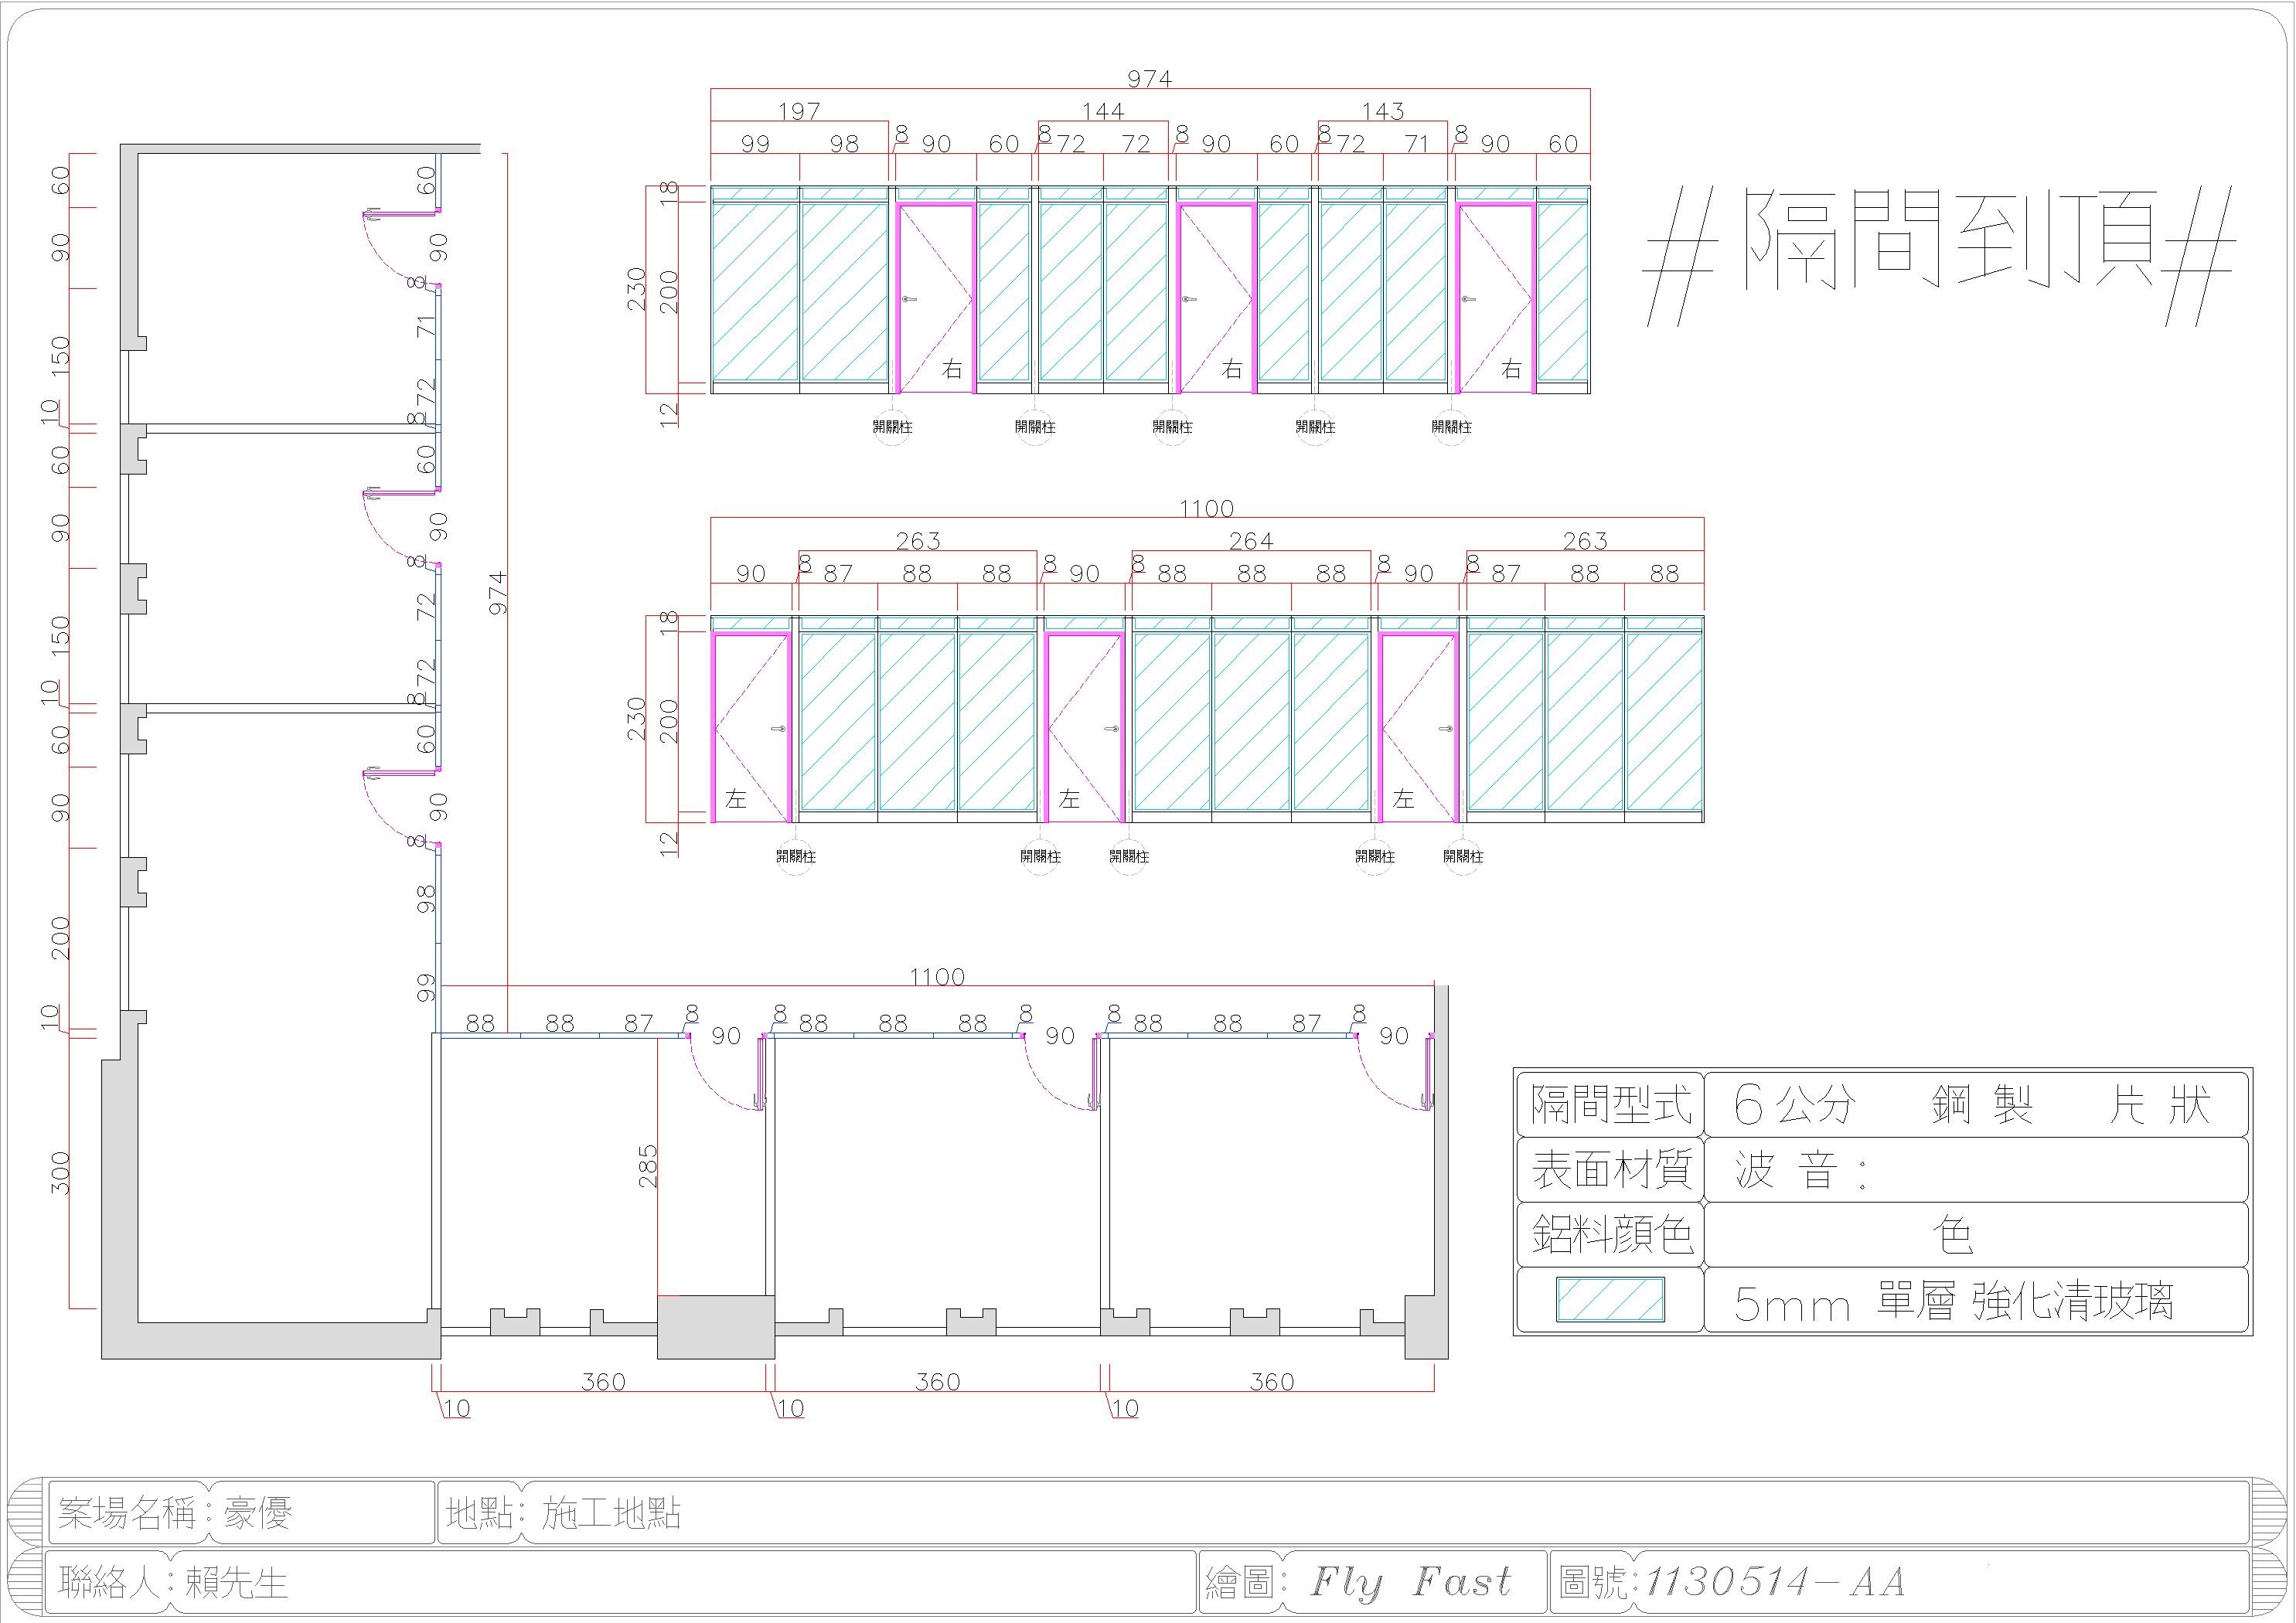 974
197 144 143
99 98 8 90 60 8 72 72 8 90 60 8 72 71 8 90 60
18
230 200
12
右 右 右
開關柱 開關柱 開關柱 開關柱 開關柱
#隔間到頂#
1100
263 264 263
90 8 87 88 88 8 90 8 88 88 88 8 90 8 87 88 88
18
230 200
12
左 左 左
開關柱 開關柱 開關柱 開關柱 開關柱
60
90
150
10
60
90
150
10
60
90
200
10
300
60
90
8
71
72
8
60
90
8
72
72
8
60
90
8
98
99
974
1100
88 88 87 8 90 8 88 88 88 8 90 8 88 88 87 8 90
285
360 360 360
10 10 10
隔間型式 6公分 鋼製 片狀
表面材質 波音:
鋁料顏色 色
5mm 單層 強化清玻璃
案場名稱:豪優 地點: 施工地點
聯絡人:賴先生 繪圖: Fly Fast 圖號:1130514-AA